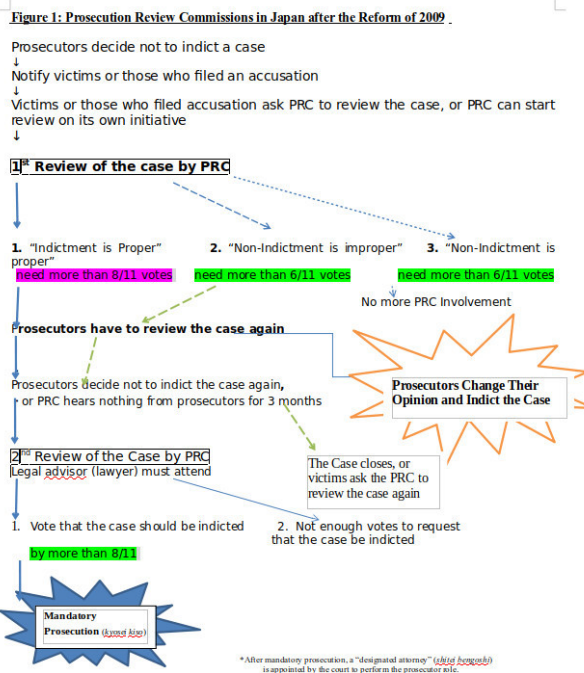 Figure 1: Prosecution Review Commissions in Japan after the Reform of 2009
Prosecutors decide not to indict a case
↓
Notify victims or those who filed an accusation
↓
Victims or those who filed accusation ask PRC to review the case, or PRC can start
review on its own initiative
↓
1st Review of the case by PRC
1. “Indictment is Proper” 2. “Non-Indictment is improper” 3. “Non-Indictment is
proper”
need more than 8/11 votes need more than 6/11 votes need more than 6/11 votes
No more PRC Involvement
Prosecutors have to review the case again
Prosecutors decide not to indict the case again,
or PRC hears nothing from prosecutors for 3 months
Prosecutors Change Their
Opinion and Indict the Case
2nd Review of the Case by PRC
Legal advisor (lawyer) must attend
The Case closes, or
victims ask the PRC to
review the case again
1. Vote that the case should be indicted
by more than 8/11
2. Not enough votes to request
that the case be indicted
Mandatory
Prosecution (kyosei kiso)
*After mandatory prosecution, a “designated attorney” (shitei bengoshi)
is appointed by the court to perform the prosecutor role.